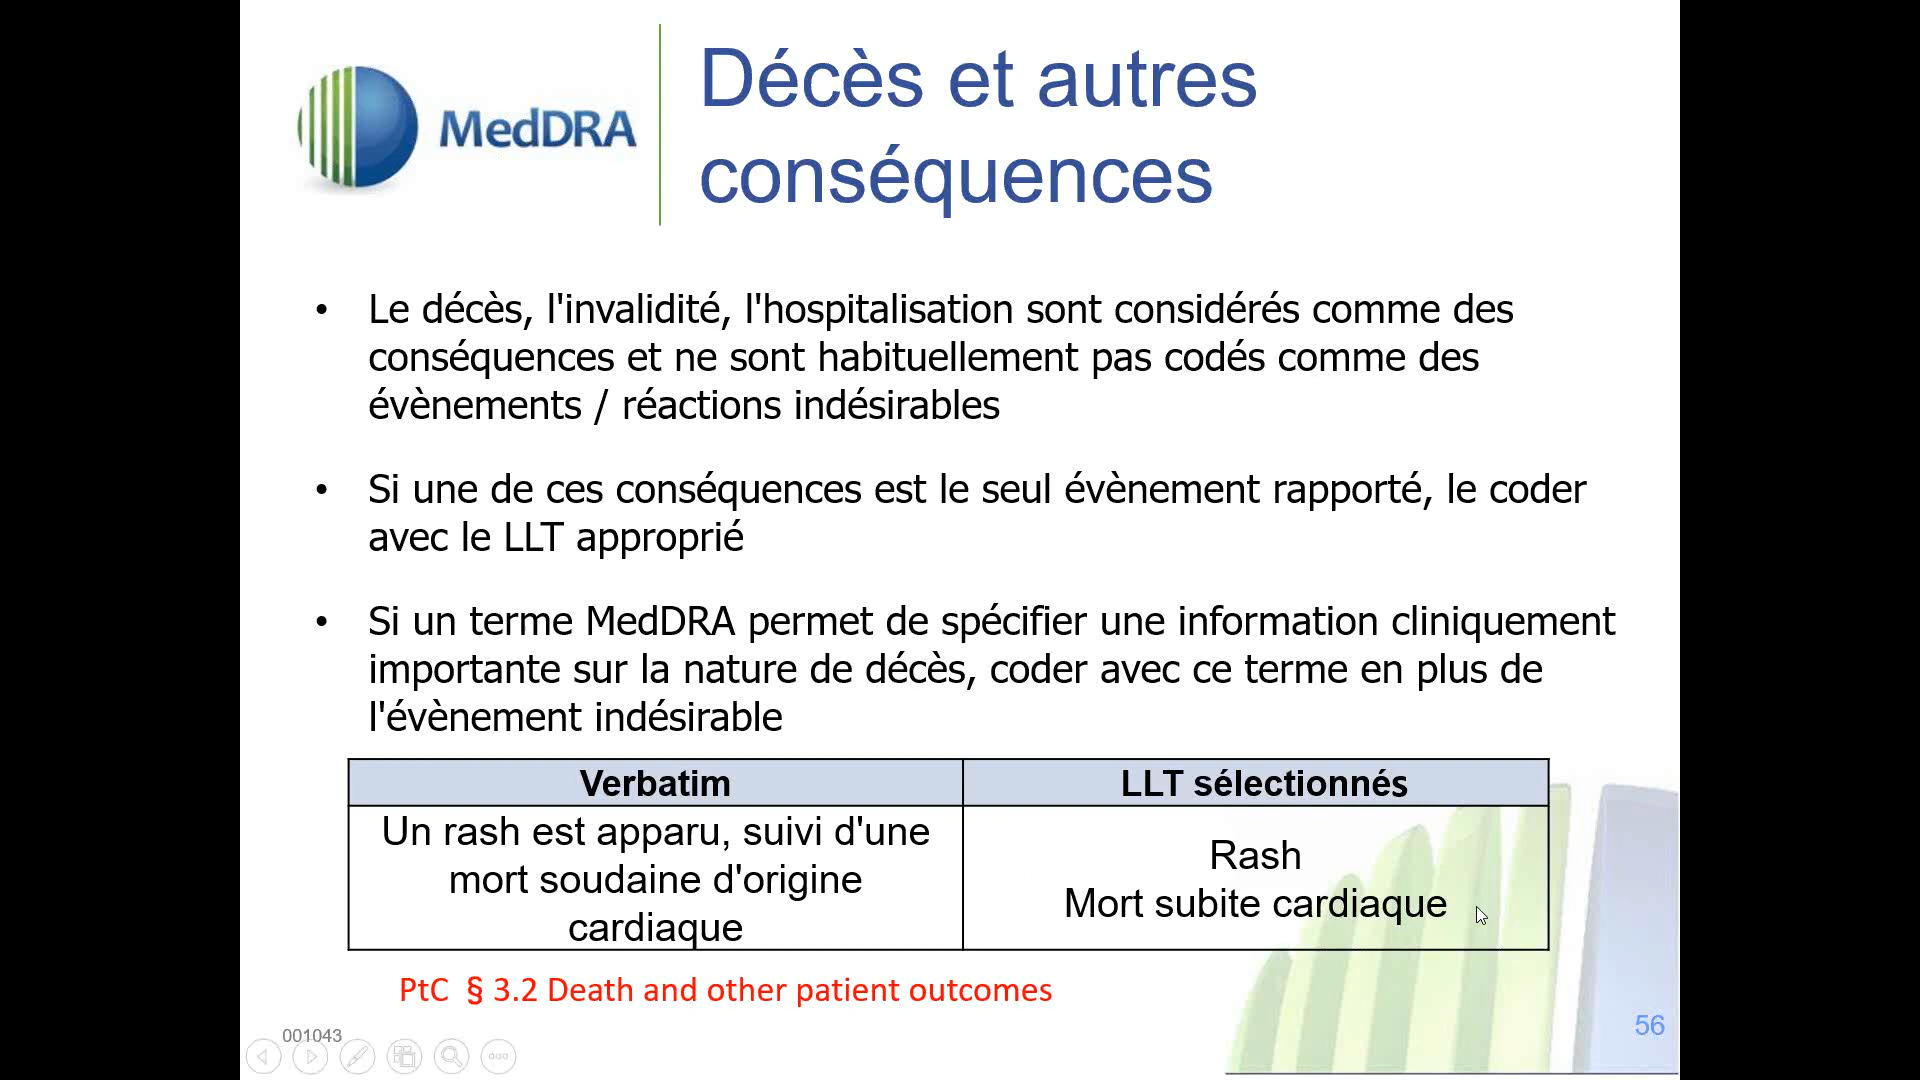 MedDRA
Décès et autres
conséquences
• Le décès, l'invalidité, l'hospitalisation sont considérés comme des
conséquences et ne sont habituellement pas codés comme des
évènements / réactions indésirables
• Si une de ces conséquences est le seul évènement rapporté, le coder
avec le LLT approprié
• Si un terme MedDRA permet de spécifier une information cliniquement
importante sur la nature de décès, coder avec ce terme en plus de
l'évènement indésirable
Verbatim
LLT sélectionnés
Un rash est apparu, suivi d'une
mort soudaine d'origine
cardiaque
Rash
Mort subite cardiaque
PtC § 3.2 Death and other patient outcomes
001043
56